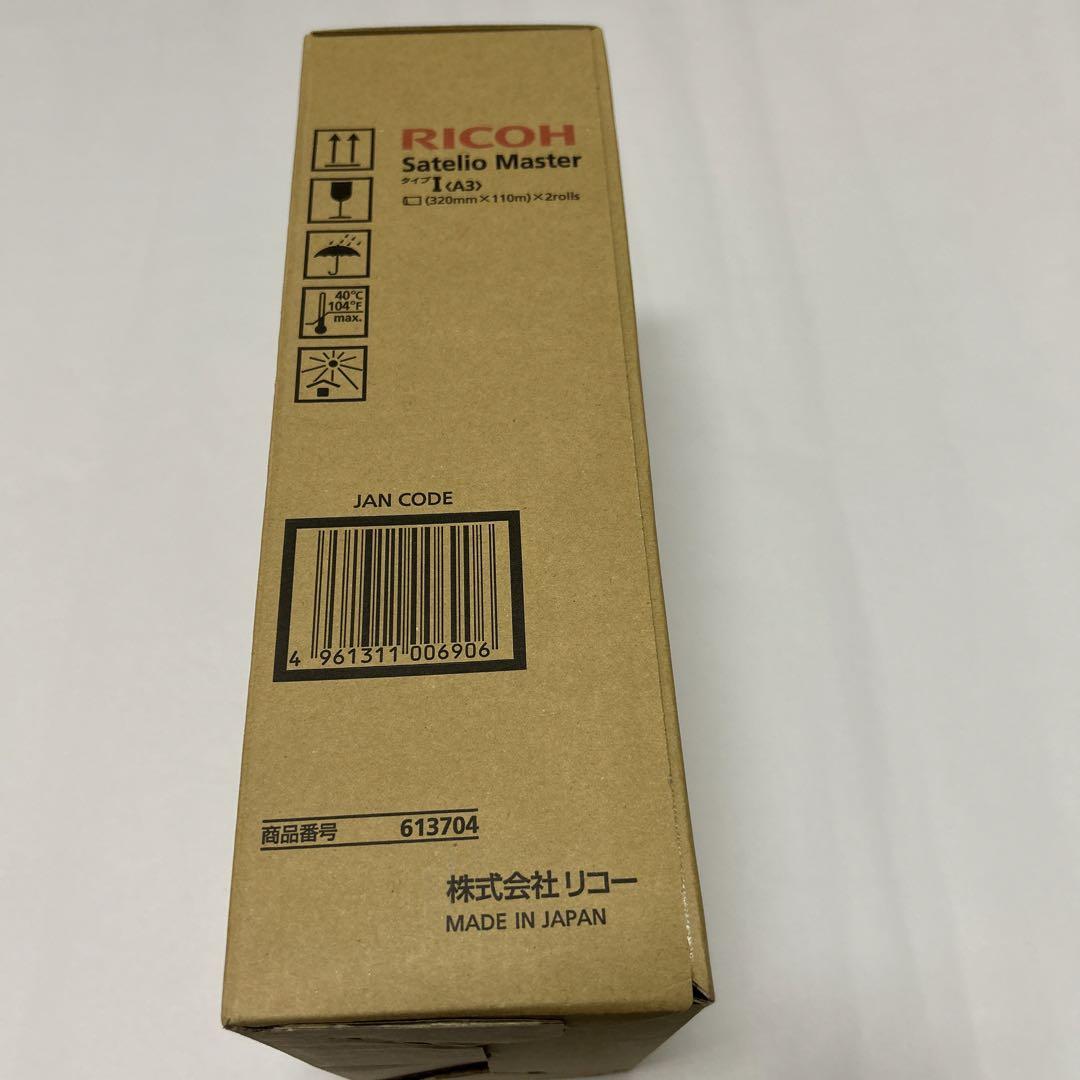 RICOH
Satelio Master
タイプI〈A3〉
(320mm×110m)×2rolls
40°C
104°F
max.
JAN CODE
4 961311 006906
商品番号 613704
株式会社リコー
MADE IN JAPAN